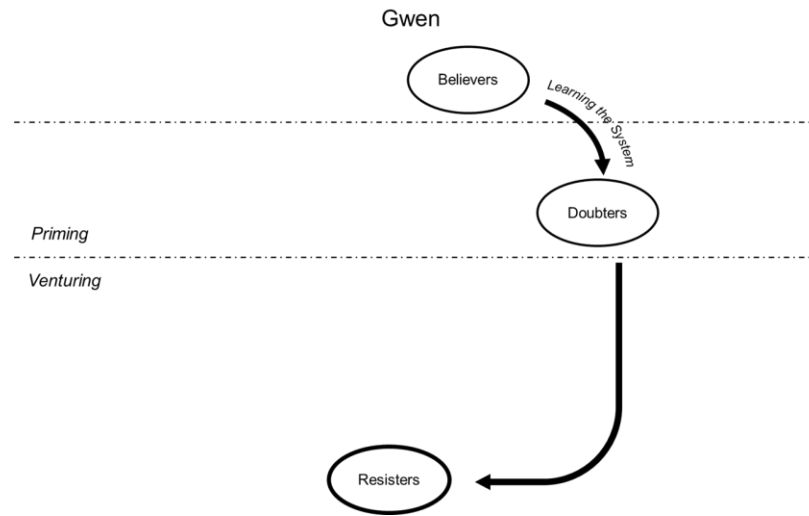 Gwen
Believers
Learning the System
Doubters
Priming
Venturing
Resisters